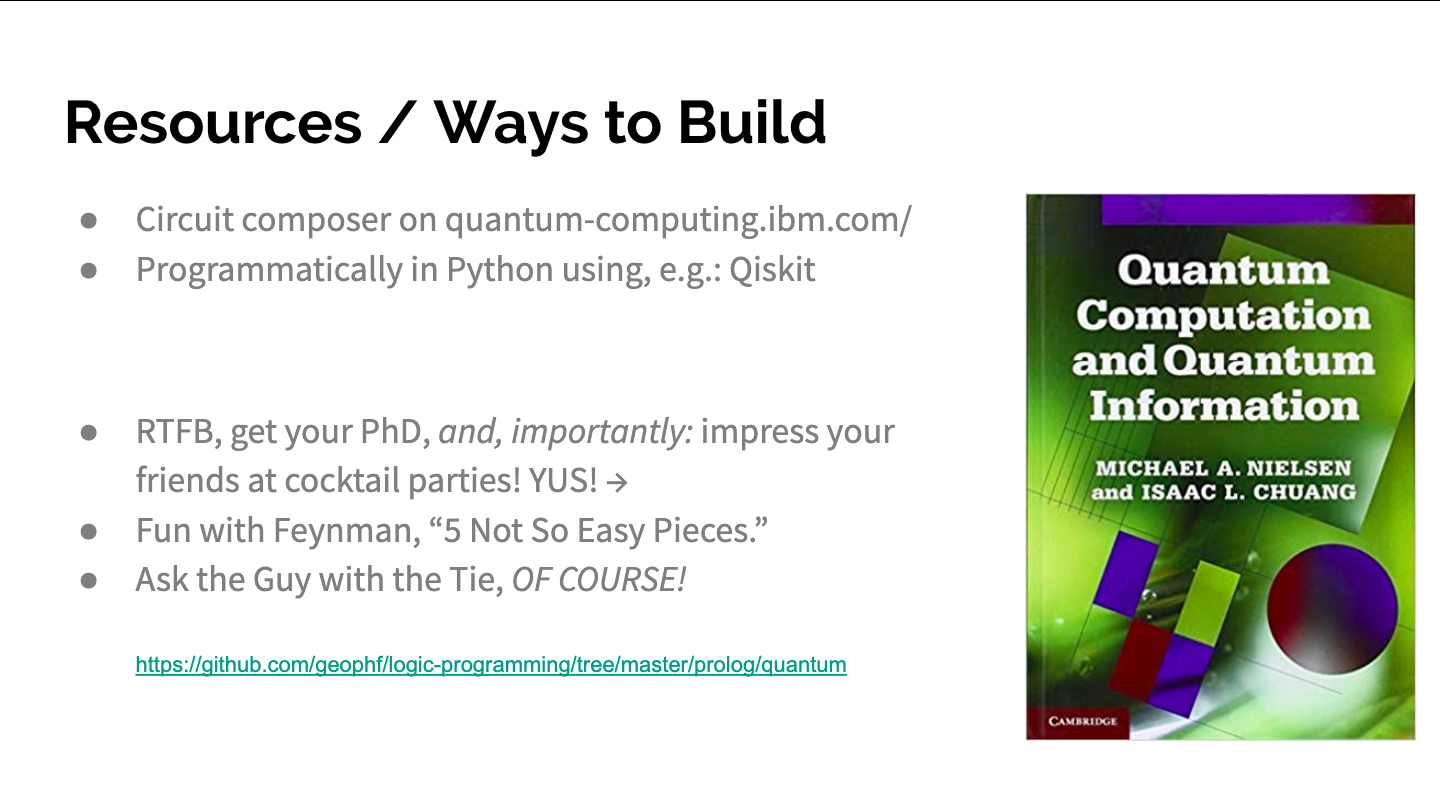 Resources / Ways to Build
● Circuit composer on quantum-computing.ibm.com/
● Programmatically in Python using, e.g.: Qiskit
● RTFB, get your PhD, and, importantly: impress your
friends at cocktail parties! YUS! →
● Fun with Feynman, “5 Not So Easy Pieces.”
● Ask the Guy with the Tie, OF COURSE!
https://github.com/geophf/logic-programming/tree/master/prolog/quantum
Quantum
Computation
and Quantum
Information
MICHAEL A. NIELSEN
and ISAAC L. CHUANG
CAMBRIDGE